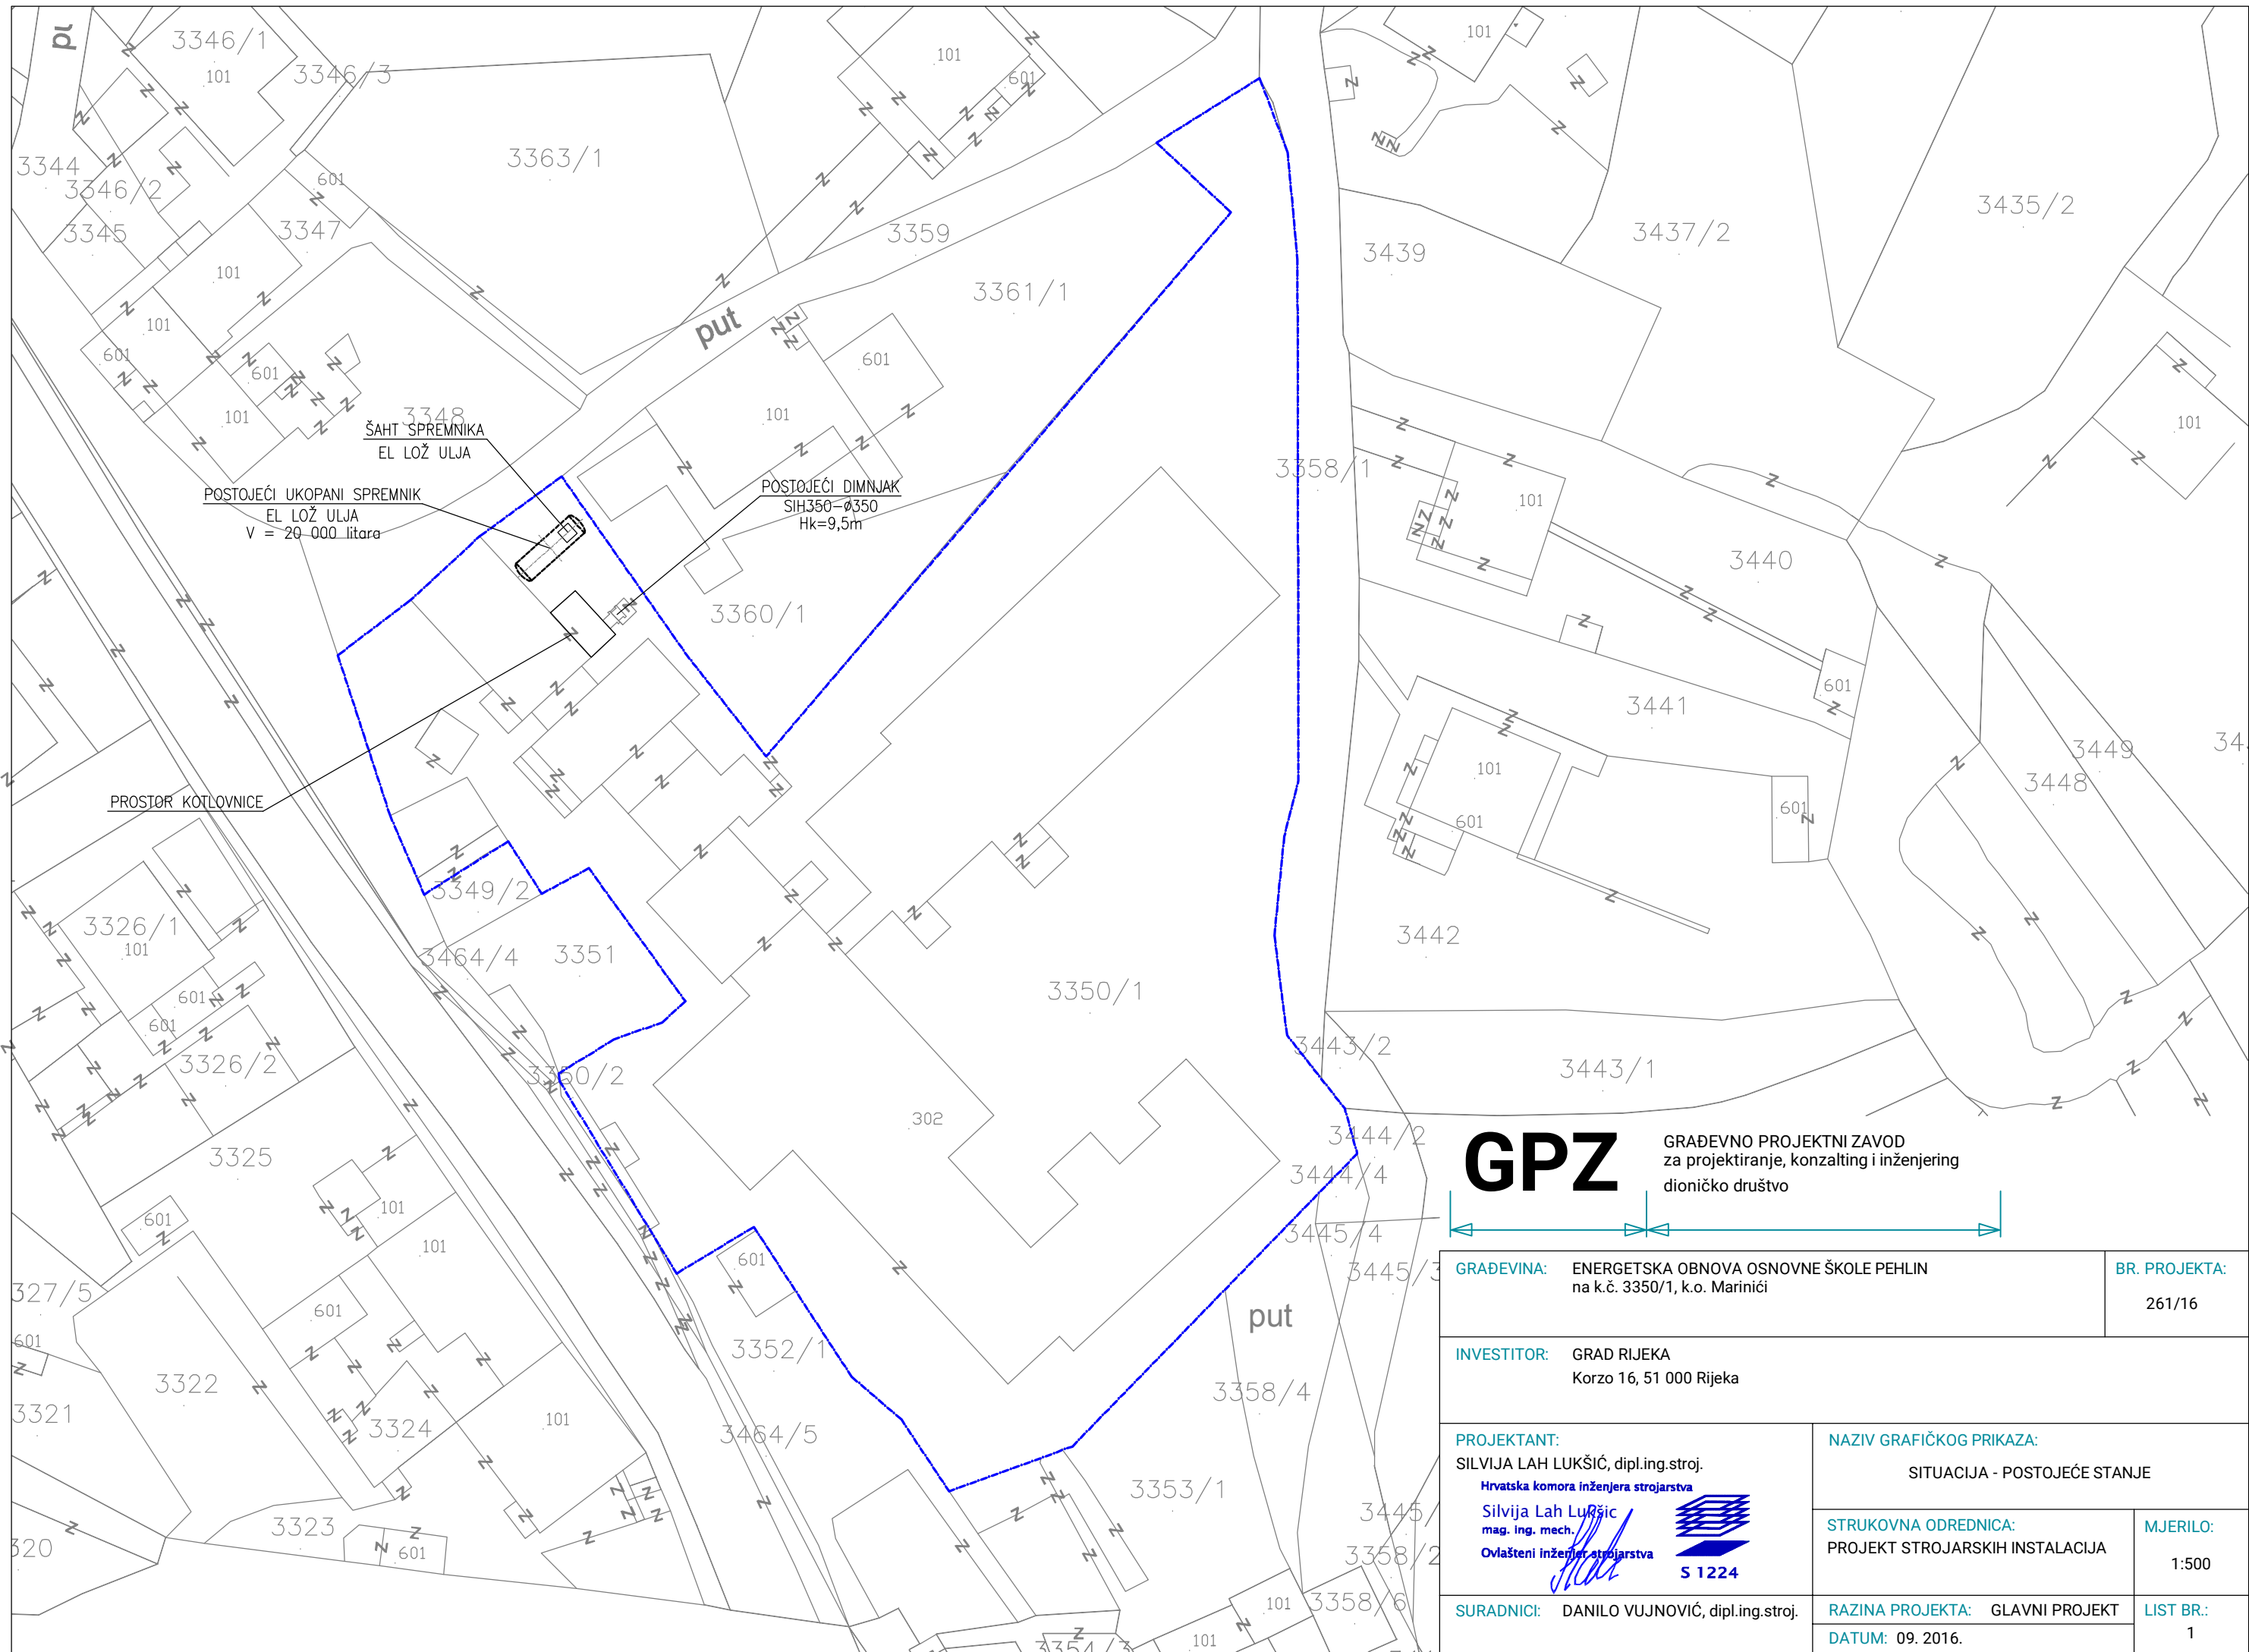 3346/1
101
3346/3
3344
3346/2
3345
601
3347
101
101
601
601
101
3348
3363/1
101
601
3359
put
3361/1
601
101
ŠAHT SPREMNIKA
EL LOŽ ULJA
POSTOJEĆI UKOPANI SPREMNIK
EL LOŽ ULJA
V = 20 000 litara
POSTOJEĆI DIMNJAK
SIH350-ø350
Hk=9,5m
3360/1
PROSTOR KOTLOVNICE
3349/2
3351
3464/4
3350/2
3350/1
302
3326/1
101
601
601
3326/2
3325
601
101
101
601
327/5
601
3322
3321
3324
101
320
3323
601
601
3352/1
3464/5
3353/1
3354/3
101
101
3358/6
put
3358/4
101
3439
3437/2
3435/2
101
3358/1
101
3440
601
3441
101
601
601
3449
3448
3442
3443/2
3443/1
3444/2
3444/4
3445/4
3445/3
3445/
3358/2
GPZ
GRAĐEVNO PROJEKTNI ZAVOD
za projektiranje, konzalting i inženjering
dioničko društvo
GRAĐEVINA: ENERGETSKA OBNOVA OSNOVNE ŠKOLE PEHLIN
na k.č. 3350/1, k.o. Marinići
BR. PROJEKTA:
261/16
INVESTITOR: GRAD RIJEKA
Korzo 16, 51 000 Rijeka
PROJEKTANT:
SILVIJA LAH LUKŠIĆ, dipl.ing.stroj.
Hrvatska komora inženjera strojarstva
Silvija Lah Lukšic
mag. ing. mech.
Ovlašteni inženjer strojarstva
S 1224
NAZIV GRAFIČKOG PRIKAZA:
SITUACIJA - POSTOJEĆE STANJE
STRUKOVNA ODREDNICA:
PROJEKT STROJARSKIH INSTALACIJA
MJERILO:
1:500
SURADNICI: DANILO VUJNOVIĆ, dipl.ing.stroj.
RAZINA PROJEKTA: GLAVNI PROJEKT
DATUM: 09. 2016.
LIST BR.:
1